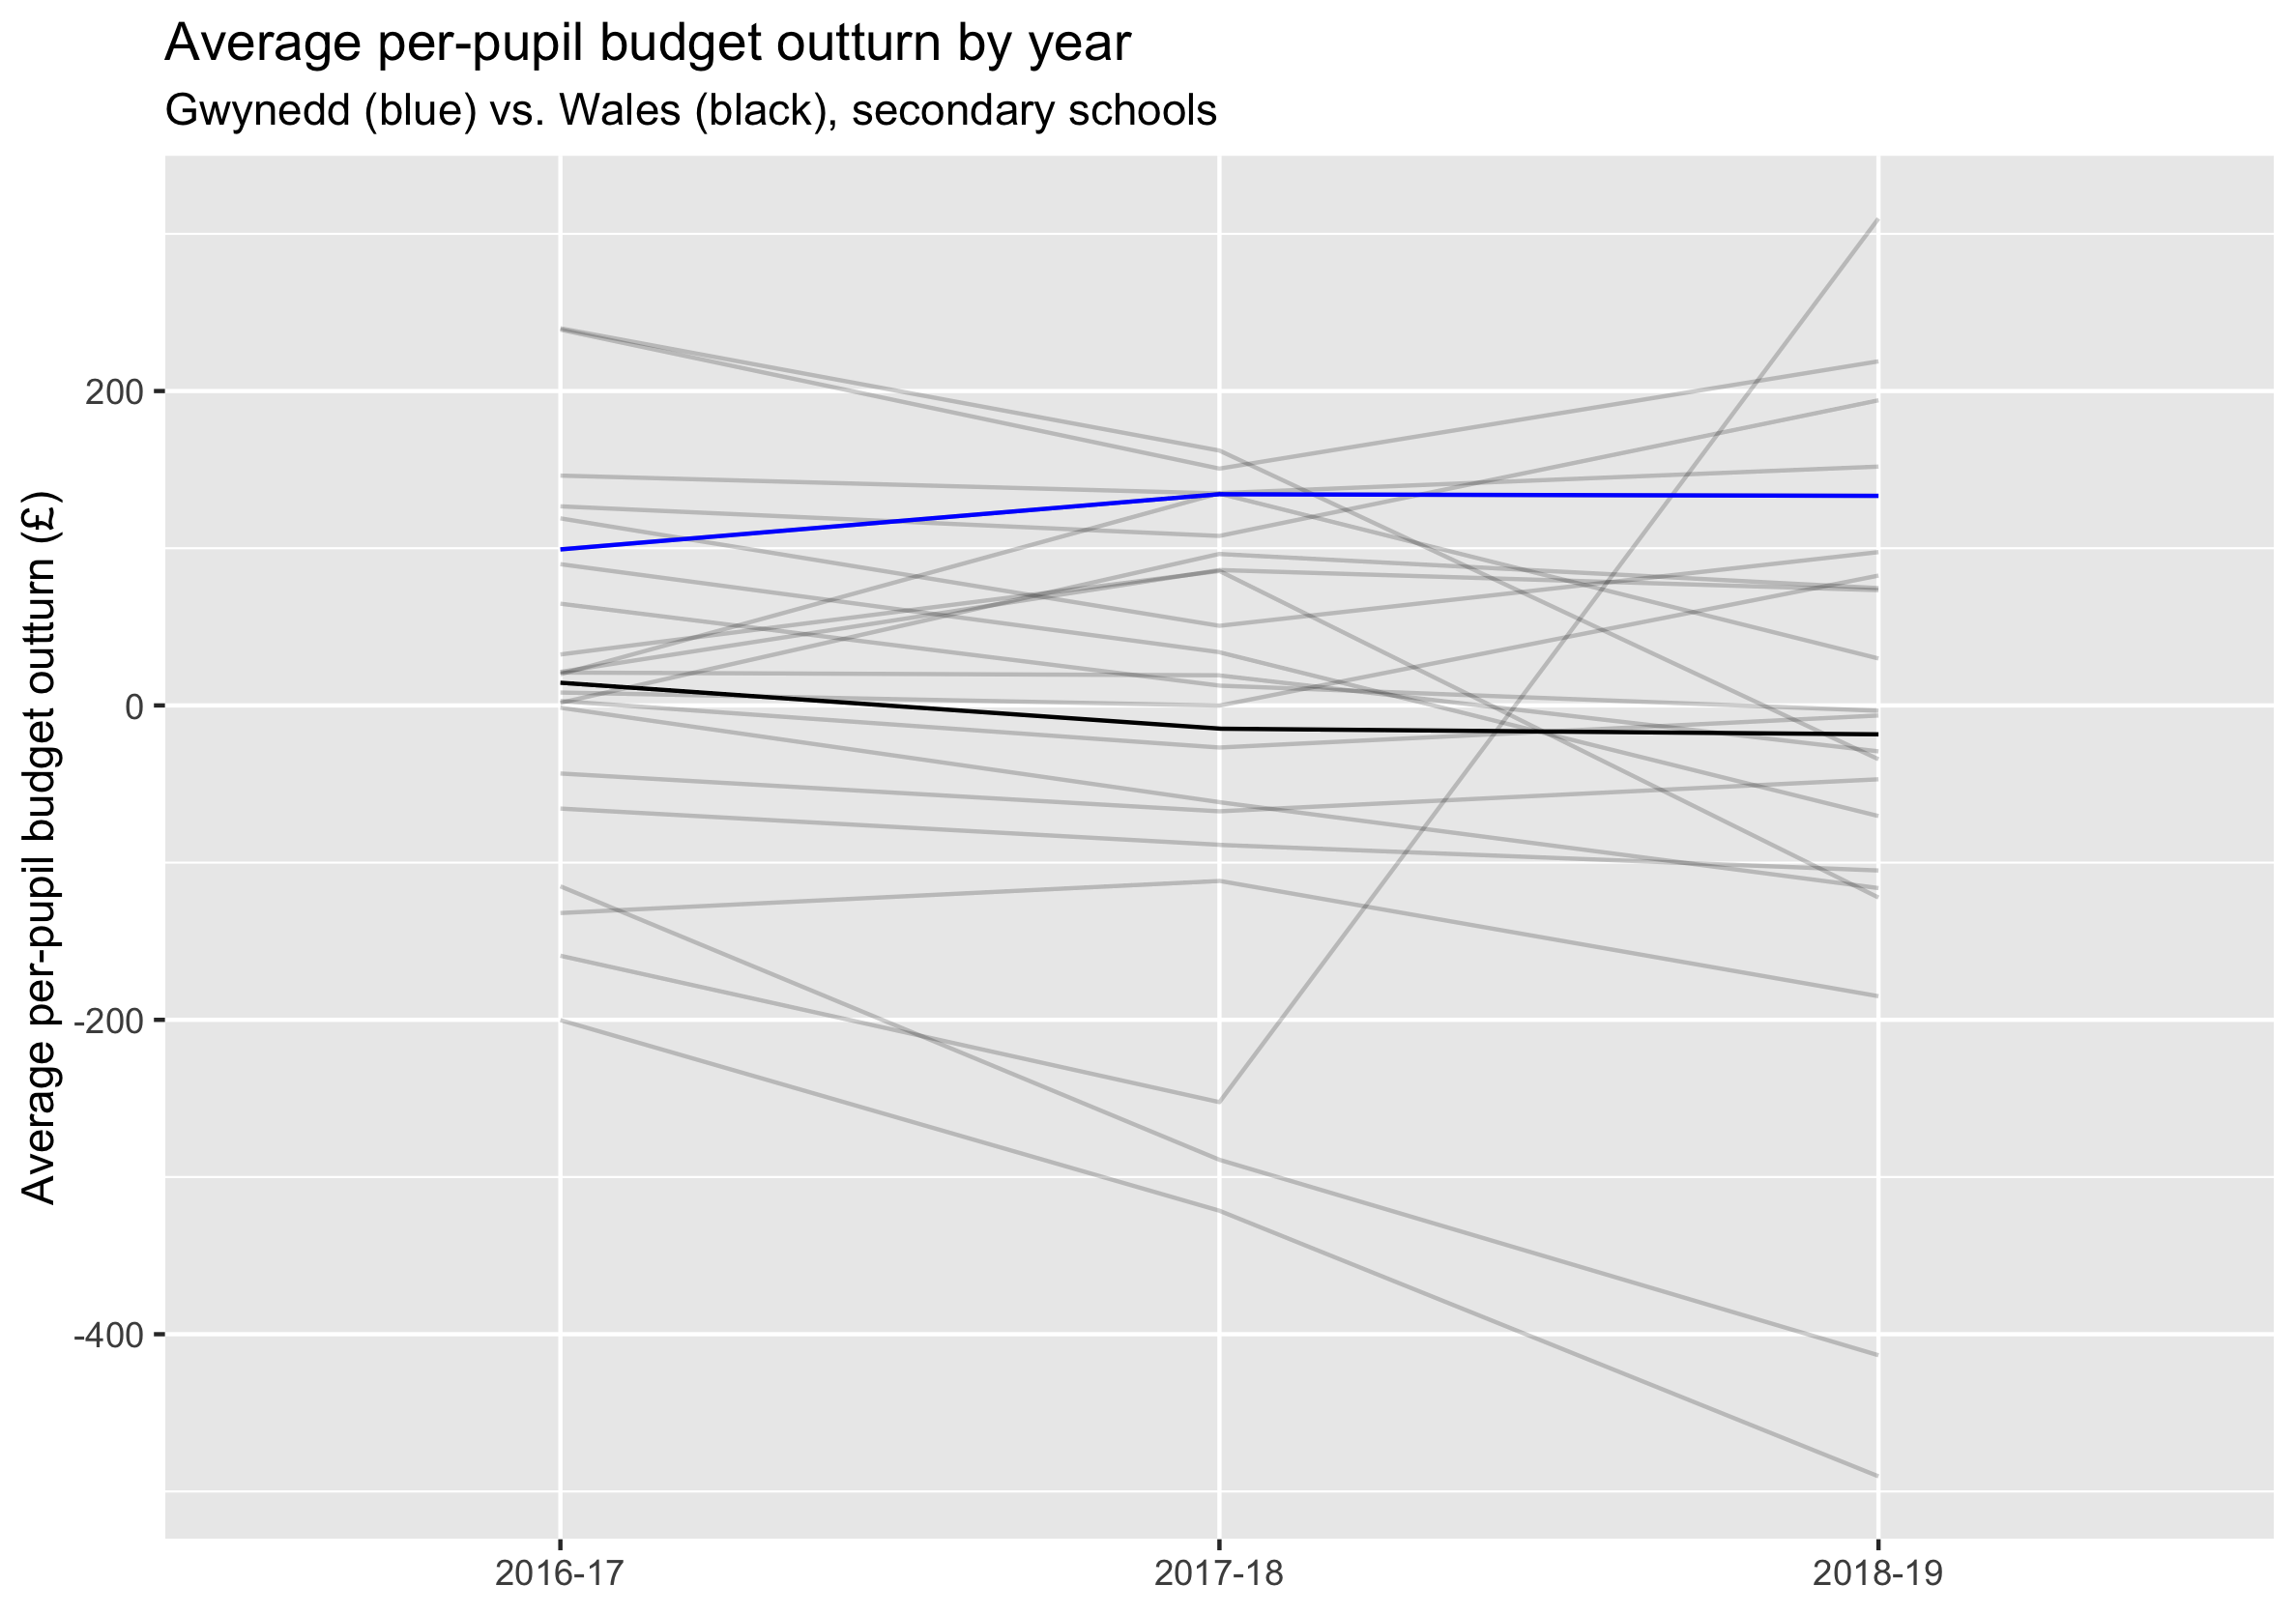 Average per-pupil budget outturn by year
Gwynedd (blue) vs. Wales (black), secondary schools
Average per-pupil budget outturn (£)
200
0
-200
-400
2016-17
2017-18
2018-19